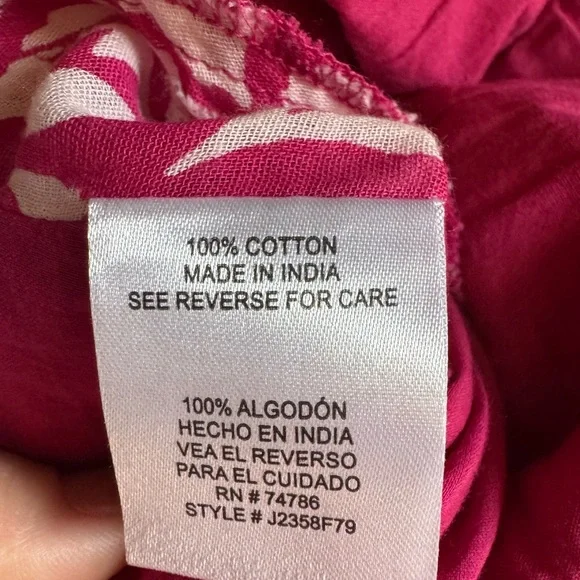 100% COTTON
MADE IN INDIA
SEE REVERSE FOR CARE
100% ALGODÓN
HECHO EN INDIA
VEA EL REVERSO
PARA EL CUIDADO
RN # 74786
STYLE # J2358F79